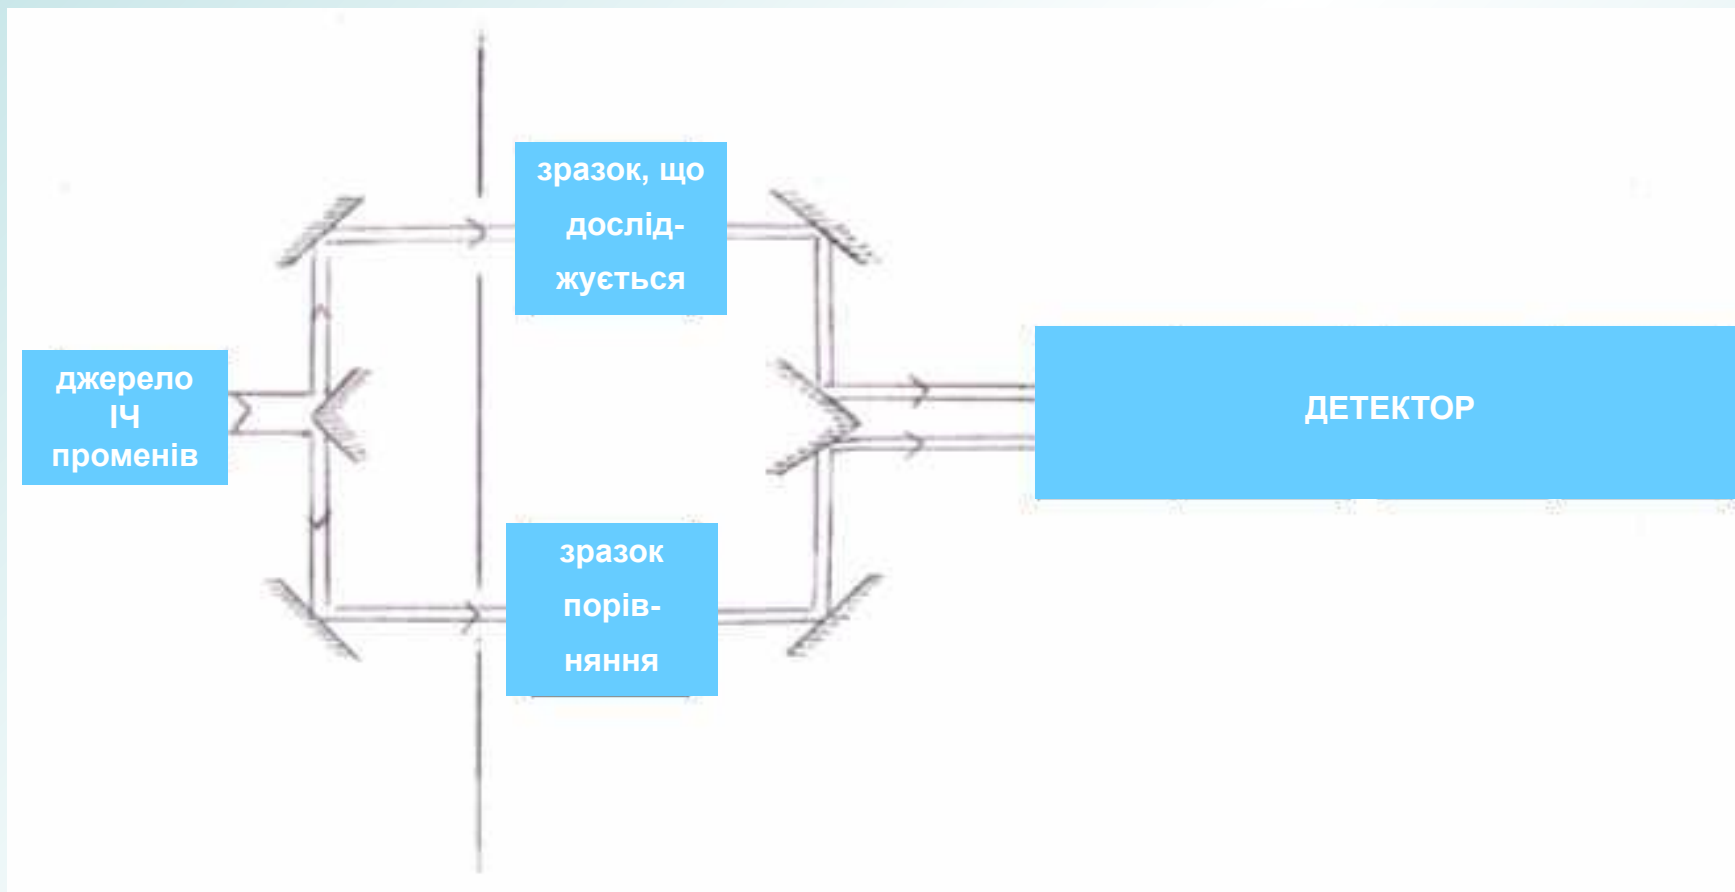 зразок, що
дослід-
жується
джерело
ІЧ
променів
ДЕТЕКТОР
зразок
порів-
няння